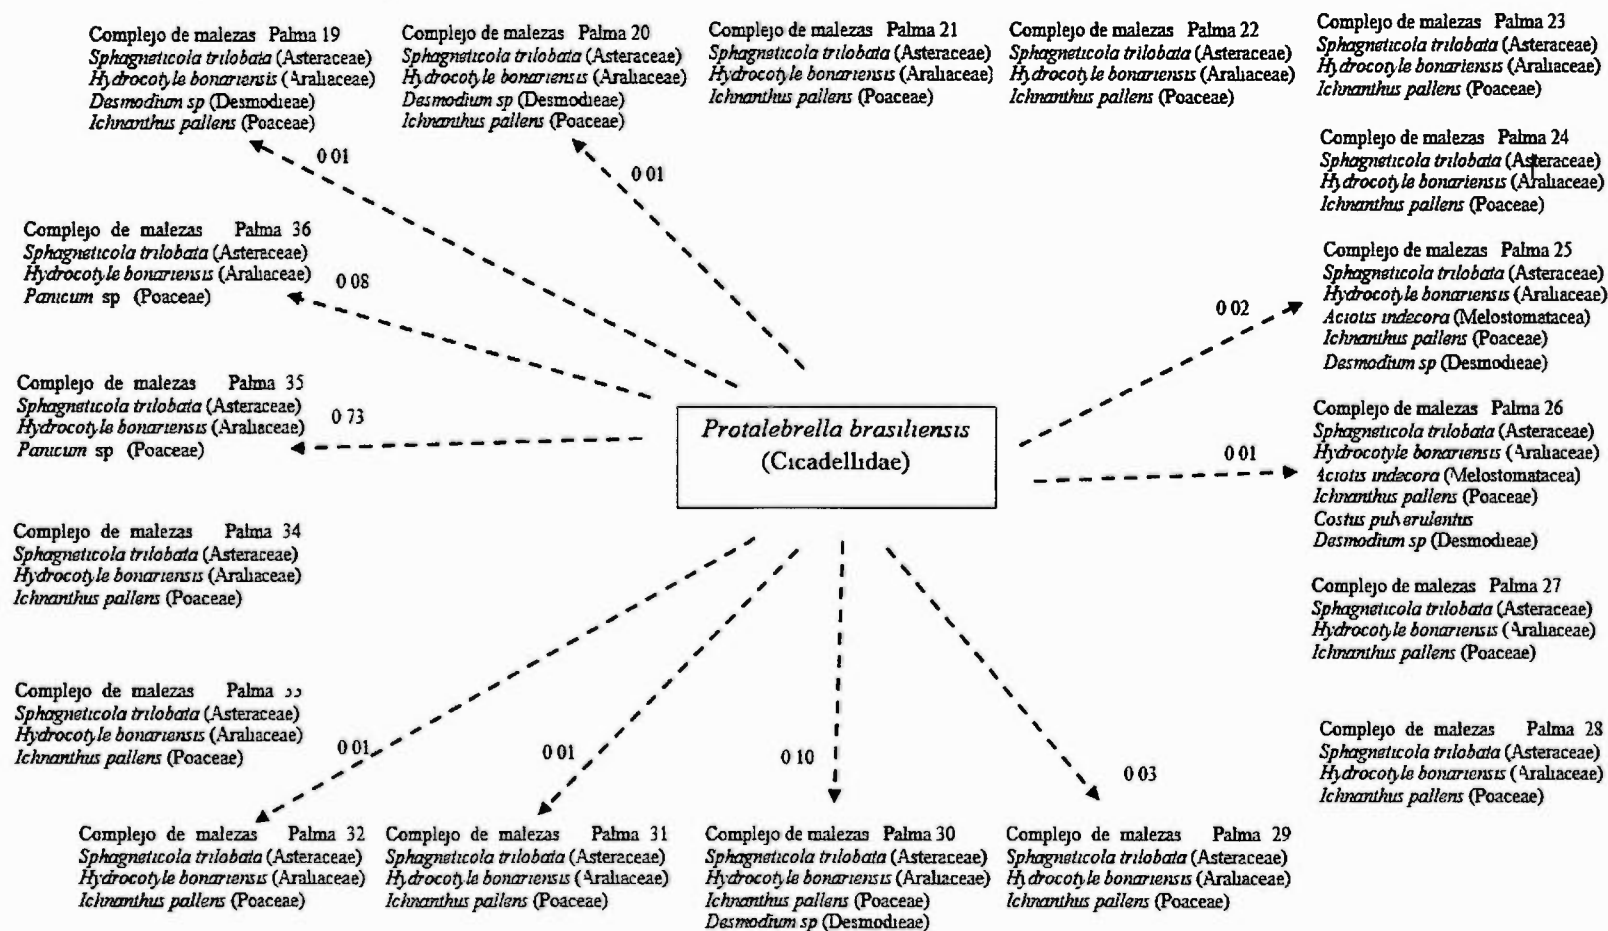 Complejo de malezas Palma 19
Sphagneticola trilobata (Asteraceae)
Hydrocotyle bonariensis (Araliaceae)
Desmodium sp (Desmodieae)
Ichnanthus pallens (Poaceae)
Complejo de malezas Palma 20
Sphagneticola trilobata (Asteraceae)
Hydrocotyle bonariensis (Araliaceae)
Desmodium sp (Desmodieae)
Ichnanthus pallens (Poaceae)
Complejo de malezas Palma 21
Sphagneticola trilobata (Asteraceae)
Hydrocotyle bonariensis (Araliaceae)
Ichnanthus pallens (Poaceae)
Complejo de malezas Palma 22
Sphagneticola trilobata (Asteraceae)
Hydrocotyle bonariensis (Araliaceae)
Ichnanthus pallens (Poaceae)
Complejo de malezas Palma 23
Sphagneticola trilobata (Asteraceae)
Hydrocotyle bonariensis (Araliaceae)
Ichnanthus pallens (Poaceae)
Complejo de malezas Palma 24
Sphagneticola trilobata (Asteraceae)
Hydrocotyle bonariensis (Araliaceae)
Ichnanthus pallens (Poaceae)
0 01
0 01
Complejo de malezas Palma 36
Sphagneticola trilobata (Asteraceae)
Hydrocotyle bonariensis (Araliaceae)
Panicum sp (Poaceae)
0 08
0 02
Complejo de malezas Palma 25
Sphagneticola trilobata (Asteraceae)
Hydrocotyle bonariensis (Araliaceae)
Aciotis indecora (Melostomatacea)
Ichnanthus pallens (Poaceae)
Desmodium sp (Desmodieae)
Complejo de malezas Palma 35
Sphagneticola trilobata (Asteraceae)
Hydrocotyle bonariensis (Araliaceae)
Panicum sp (Poaceae)
0 73
Protalebrella brasiliensis
(Cicadellidae)
0 01
Complejo de malezas Palma 26
Sphagneticola trilobata (Asteraceae)
Hydrocotyle bonariensis (Araliaceae)
Aciotis indecora (Melostomatacea)
Ichnanthus pallens (Poaceae)
Costus pulverulentus
Desmodium sp (Desmodieae)
Complejo de malezas Palma 34
Sphagneticola trilobata (Asteraceae)
Hydrocotyle bonariensis (Araliaceae)
Ichnanthus pallens (Poaceae)
Complejo de malezas Palma 27
Sphagneticola trilobata (Asteraceae)
Hydrocotyle bonariensis (Araliaceae)
Ichnanthus pallens (Poaceae)
Complejo de malezas Palma
Sphagneticola trilobata (Asteraceae)
Hydrocotyle bonariensis (Araliaceae)
Ichnanthus pallens (Poaceae)
Complejo de malezas Palma 28
Sphagneticola trilobata (Asteraceae)
Hydrocotyle bonariensis (Araliaceae)
Ichnanthus pallens (Poaceae)
0 01
0 01
0 10
0 03
Complejo de malezas Palma 32
Sphagneticola trilobata (Asteraceae)
Hydrocotyle bonariensis (Araliaceae)
Ichnanthus pallens (Poaceae)
Complejo de malezas Palma 31
Sphagneticola trilobata (Asteraceae)
Hydrocotyle bonariensis (Araliaceae)
Ichnanthus pallens (Poaceae)
Complejo de malezas Palma 30
Sphagneticola trilobata (Asteraceae)
Hydrocotyle bonariensis (Araliaceae)
Ichnanthus pallens (Poaceae)
Desmodium sp (Desmodieae)
Complejo de malezas Palma 29
Sphagneticola trilobata (Asteraceae)
Hydrocotyle bonariensis (Araliaceae)
Ichnanthus pallens (Poaceae)